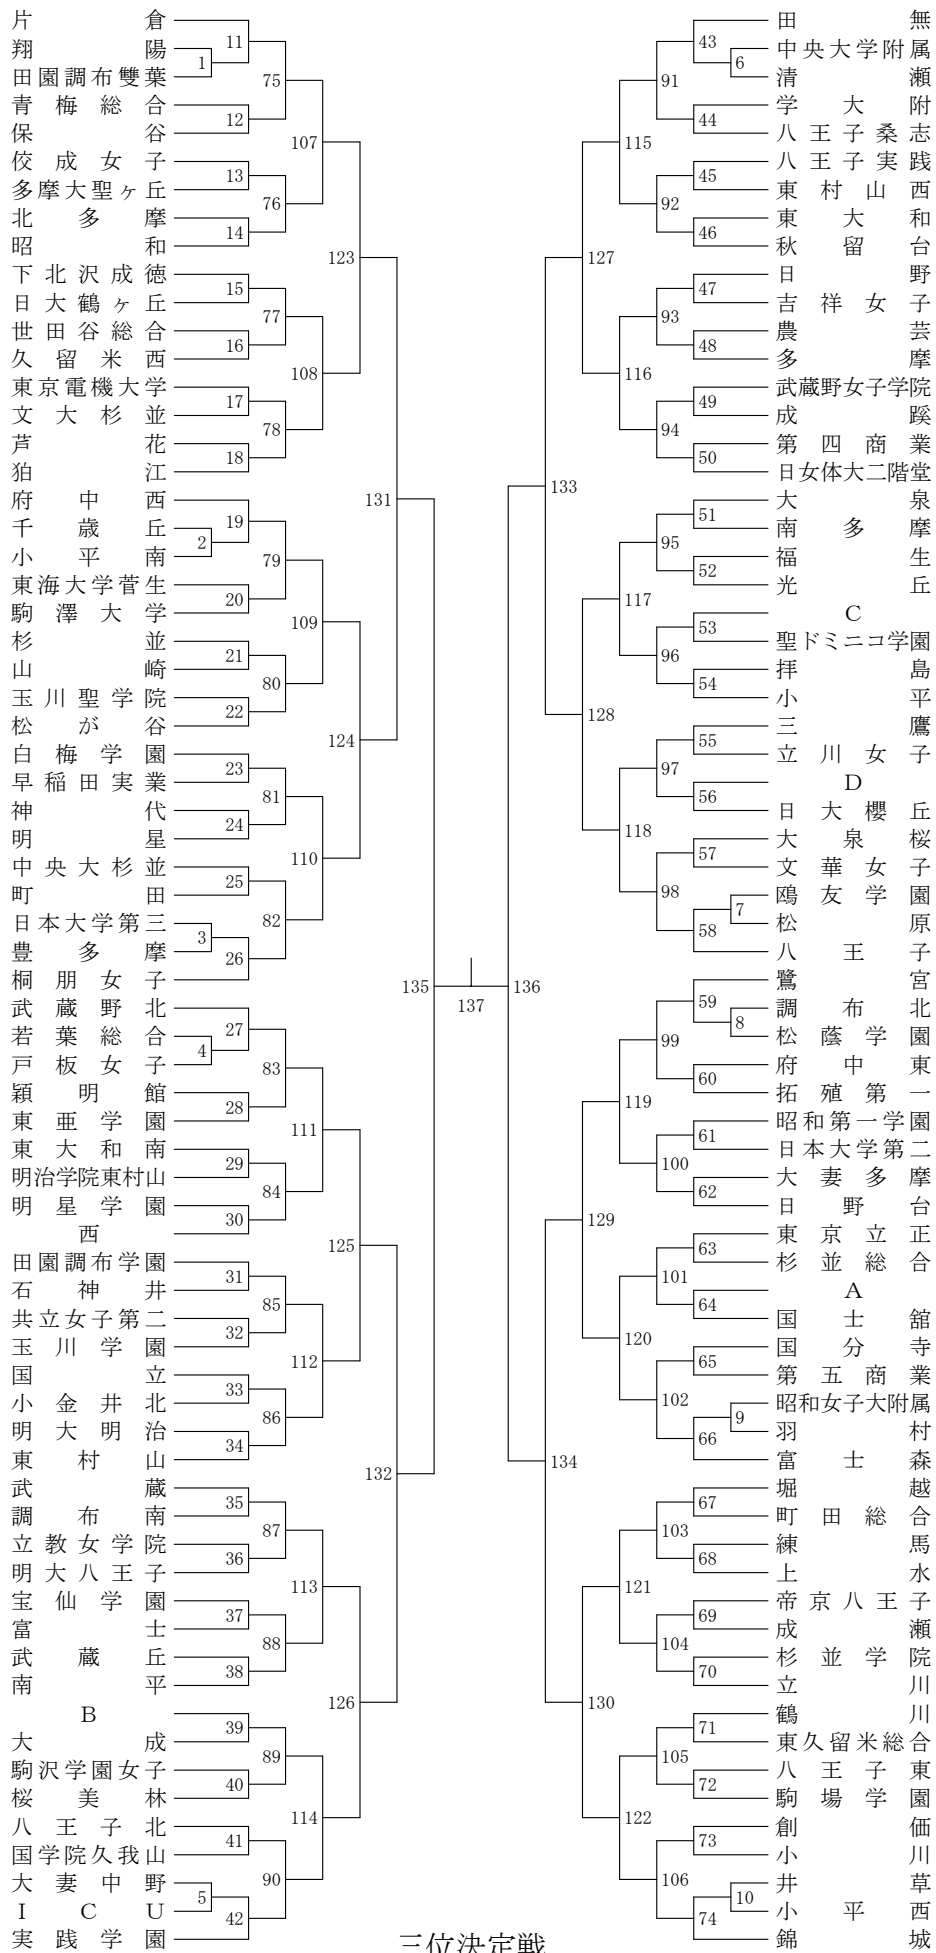 片倉
翔陽
田園調布雙葉
青梅総合
保谷
佼成女子
多摩大聖ヶ丘
北多摩
昭和
下北沢成徳
日大鶴ヶ丘
世田谷総合
久留米西
東京電機大学
文大杉並
芦花
狛江
府中西
千歳丘
小平南
東海大学菅生
駒澤大学
杉並
山崎
玉川聖学院
松が谷
白梅学園
早稲田実業
神代
明星
中央大杉並
町田
日本大学第三
豊多摩
桐朋女子
武蔵野北
若葉総合
戸板女子
穎明館
東亜学園
東大和南
明治学院東村山
明星学園
西
田園調布学園
石神井
共立女子第二
玉川学園
国立
小金井北
明大明治
東村山
武蔵
調布南
立教女学院
明大八王子
宝仙学園
富士
武蔵丘
南平
B
大成
駒沢学園女子
桜美林
八王子北
国学院久我山
大妻中野
ICU
実践学園
1
2
3
4
5
11
12
13
14
15
16
17
18
19
20
21
22
23
24
25
26
27
28
29
30
31
32
33
34
35
36
37
38
39
40
41
42
75
76
77
78
79
80
81
82
83
84
85
86
87
88
89
90
107
108
109
110
111
112
113
114
123
124
125
126
131
132
135
137
136
133
134
127
128
129
130
115
116
117
118
119
120
121
122
91
92
93
94
95
96
97
98
99
100
101
102
103
104
105
106
43
44
45
46
47
48
49
50
51
52
53
54
55
56
57
58
59
60
61
62
63
64
65
66
67
68
69
70
71
72
73
74
6
7
8
9
10
田無
中央大学附属
清瀬
学大附
八王子桑志
八王子実践
東村山西
東大和
秋留台
日野
吉祥女子
農芸
多摩
武蔵野女子学院
成蹊
第四商業
日女体大二階堂
大泉
南多摩
福生
光丘
C
聖ドミニコ学園
拝島
小平
三鷹
立川女子
D
日大櫻丘
大泉桜
文華女子
鴎友学園
松原
八王子
鷺宮
調布北
松蔭学園
府中東
拓殖第一
昭和第一学園
日本大学第二
大妻多摩
日野台
東京立正
杉並総合
A
国士舘
国分寺
第五商業
昭和女子大附属
羽村
富士森
堀越
町田総合
練馬
上水
帝京八王子
成瀬
杉並学院
立川
鶴川
東久留米総合
八王子東
駒場学園
創価
小川
井草
小平西
錦城
三位決定戦